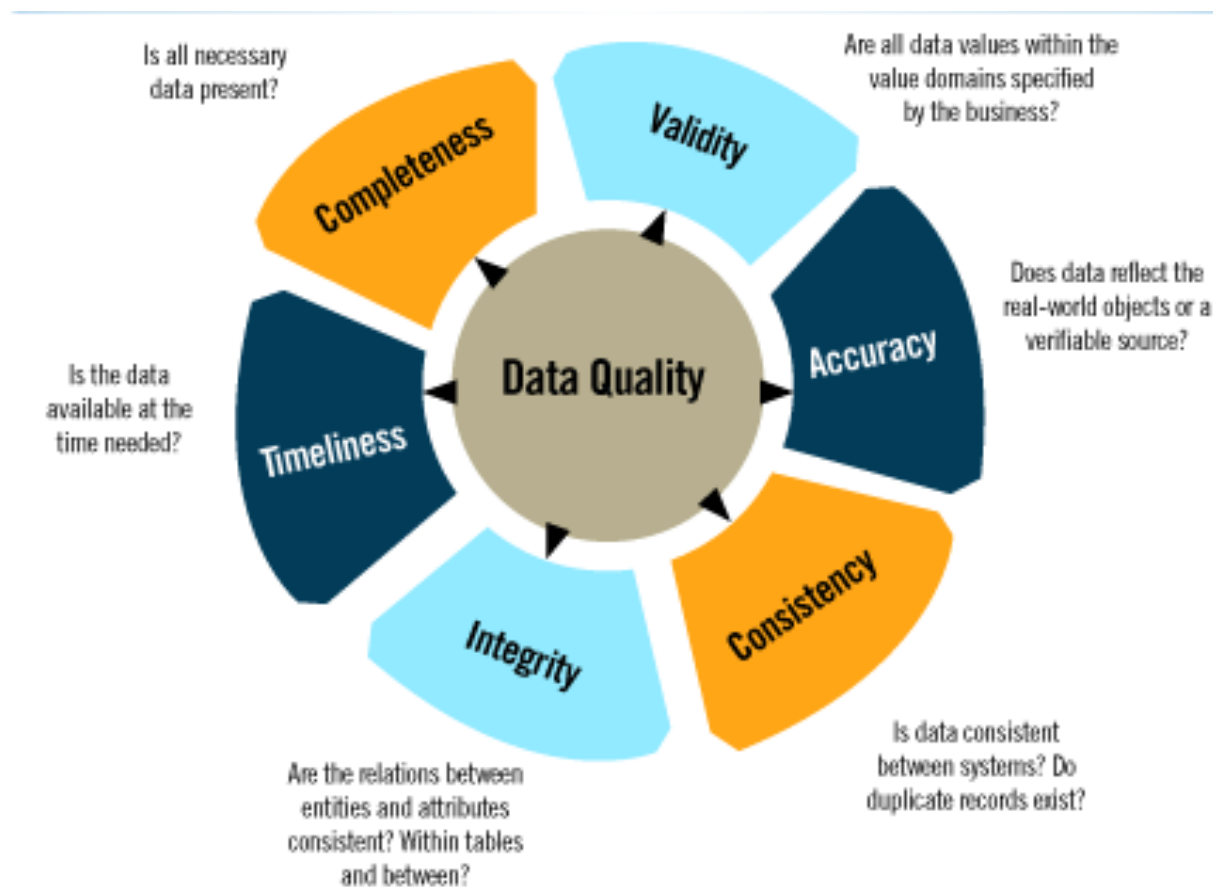 Is all necessary
data present?
Completeness
Validity
Are all data values within the
value domains specified
by the business?
Accuracy
Does data reflect the
real-world objects or a
verifiable source?
Data Quality
Is the data
available at the
time needed?
Timeliness
Integrity
Are the relations between
entities and attributes
consistent? Within tables
and between?
Consistency
Is data consistent
between systems? Do
duplicate records exist?